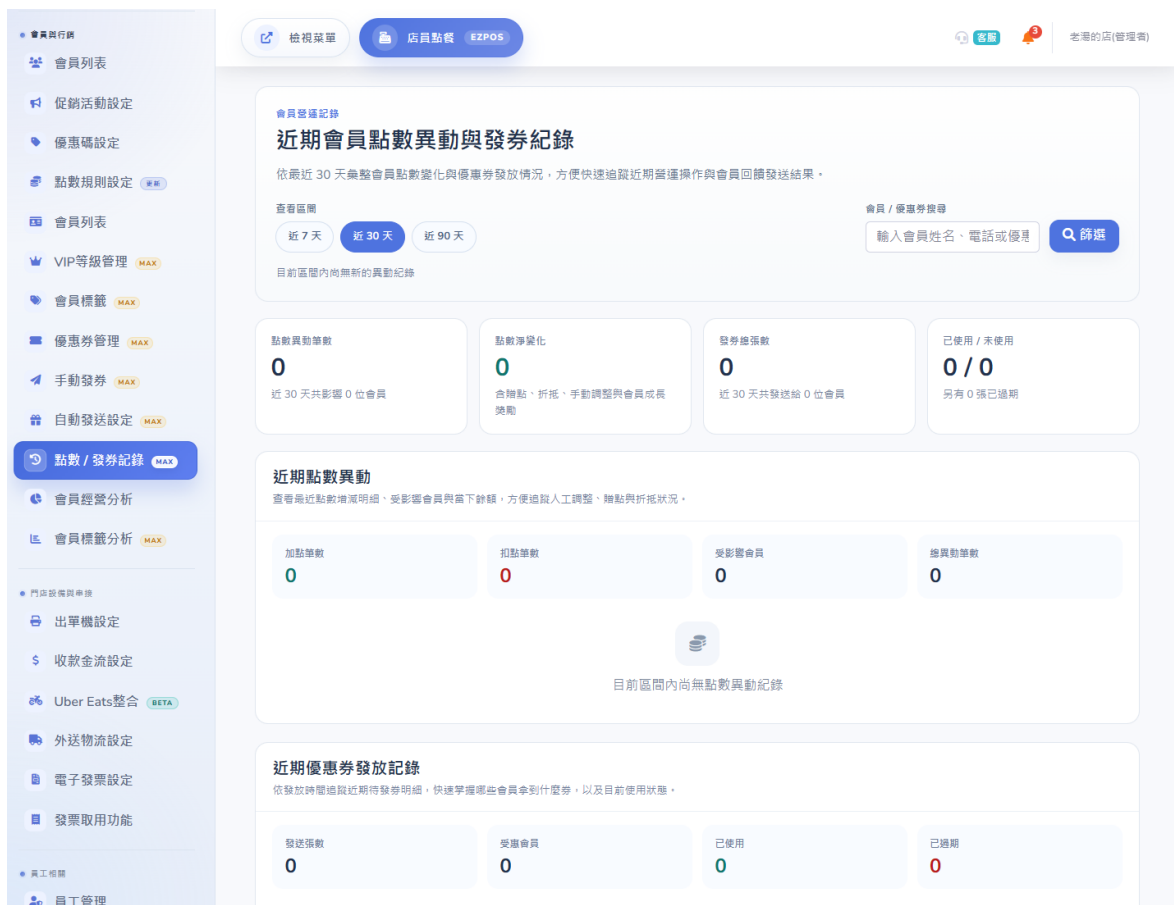 會員與行銷
會員列表
促銷活動設定
優惠碼設定
點數規則設定 更新
會員列表
VIP等級管理 MAX
會員標籤 MAX
優惠券管理 MAX
手動發券 MAX
自動發送設定 MAX
點數 / 發券記錄 MAX
會員經營分析
會員標籤分析 MAX
門店設備與串接
出單機設定
收款金流設定
Uber Eats整合 BETA
外送物流設定
電子發票設定
發票取用功能
員工相關
員工管理
檢視菜單
店員點餐 EZPOS
客服
3
老湯的店(管理者)
會員營運記錄
近期會員點數異動與發券紀錄
依最近 30 天彙整會員點數變化與優惠券發放情況，方便快速追蹤近期營運操作與會員回饋發送結果。
查看區間
近 7 天 近 30 天 近 90 天
會員 / 優惠券搜尋
輸入會員姓名、電話或優惠
篩選
目前區間內尚無新的異動紀錄
點數異動筆數
0
近 30 天共影響 0 位會員
點數淨變化
0
含贈點、折抵、手動調整與會員成長
獎勵
發券總張數
0
近 30 天共發送給 0 位會員
已使用 / 未使用
0 / 0
另有 0 張已過期
近期點數異動
查看最近點數增減明細、受影響會員與當下餘額，方便追蹤人工調整、贈點與折抵狀況。
加點筆數
0
扣點筆數
0
受影響會員
0
總異動筆數
0
目前區間內尚無點數異動紀錄
近期優惠券發放記錄
依發放時間追蹤近期待發券明細，快速掌握哪些會員拿到什麼券，以及目前使用狀態。
發送張數
0
受惠會員
0
已使用
0
已過期
0